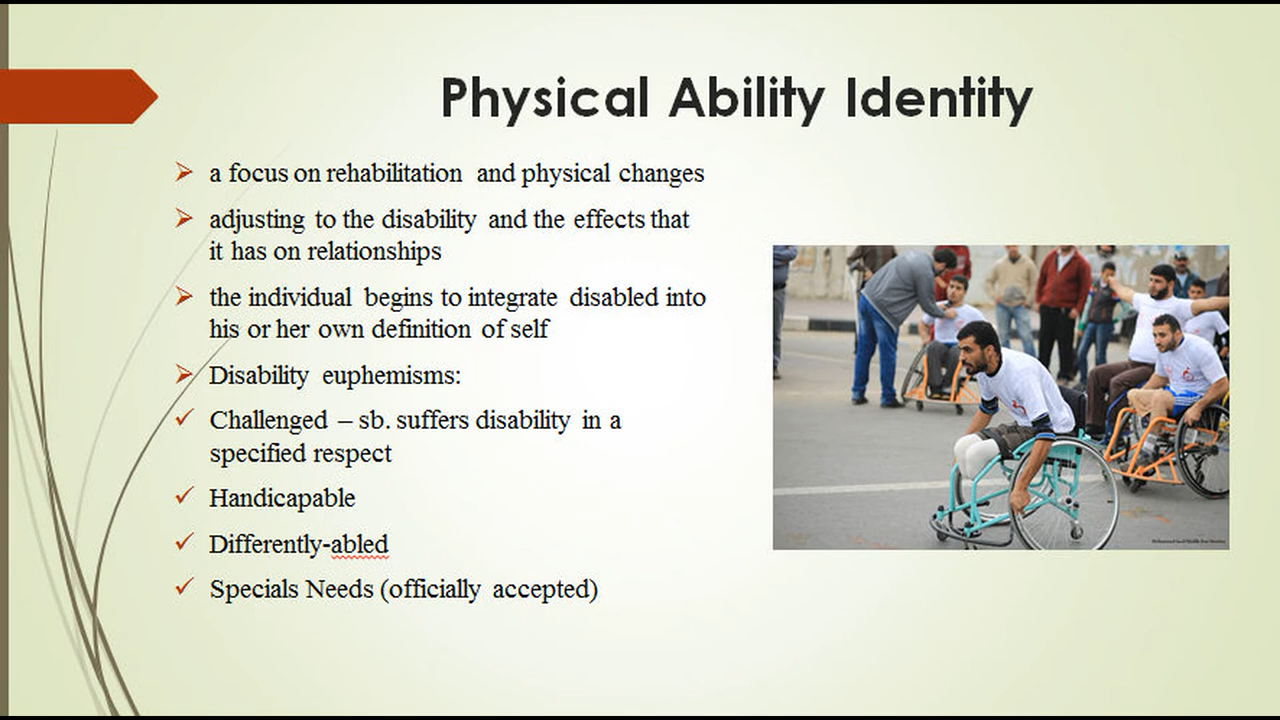 Physical Ability Identity
a focus on rehabilitation and physical changes
adjusting to the disability and the effects that
it has on relationships
the individual begins to integrate disabled into
his or her own definition of self
Disability euphemisms:
Challenged – sb. suffers disability in a
specified respect
Handicapable
Differently-abled
Specials Needs (officially accepted)